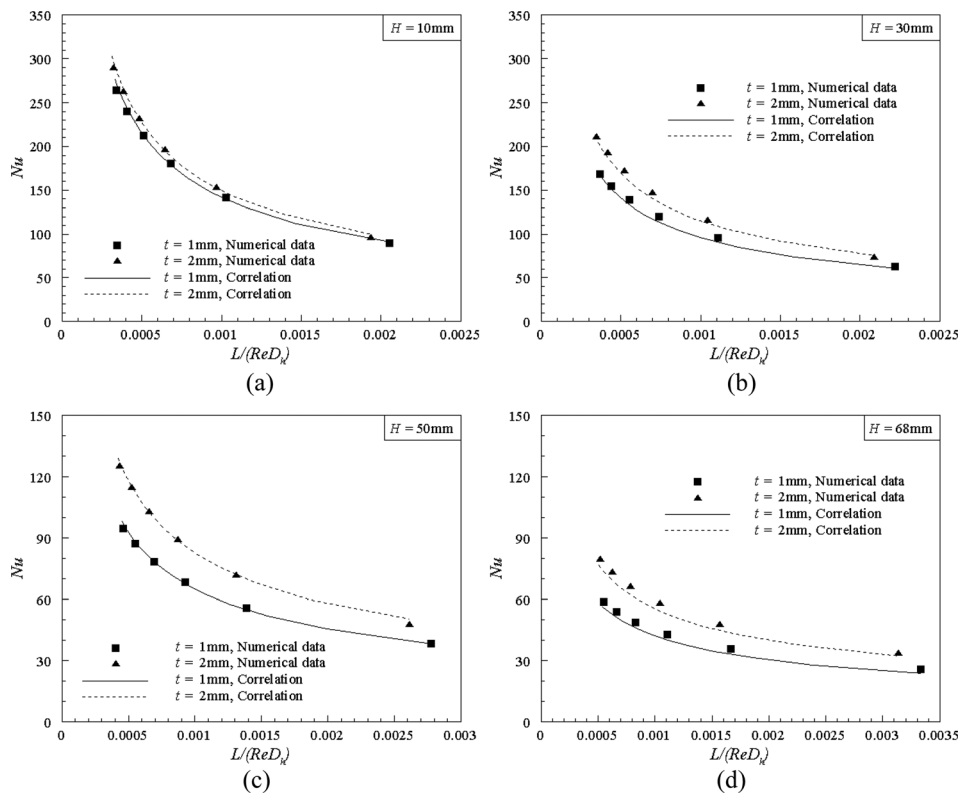 350
300
250
200
150
100
50
0
Nu
H = 10mm
t = 1mm, Numerical data
t = 2mm, Numerical data
t = 1mm, Correlation
t = 2mm, Correlation
0 0.0005 0.001 0.0015 0.002 0.0025
L/(ReDh)
(a)
350
300
250
200
150
100
50
0
Nu
H = 30mm
t = 1mm, Numerical data
t = 2mm, Numerical data
t = 1mm, Correlation
t = 2mm, Correlation
0 0.0005 0.001 0.0015 0.002 0.0025
L/(ReDh)
(b)
150
120
90
60
30
0
Nu
H = 50mm
t = 1mm, Numerical data
t = 2mm, Numerical data
t = 1mm, Correlation
t = 2mm, Correlation
0 0.0005 0.001 0.0015 0.002 0.0025 0.003
L/(ReDh)
(c)
150
120
90
60
30
0
Nu
H = 68mm
t = 1mm, Numerical data
t = 2mm, Numerical data
t = 1mm, Correlation
t = 2mm, Correlation
0 0.0005 0.001 0.0015 0.002 0.0025 0.003 0.0035
L/(ReDh)
(d)